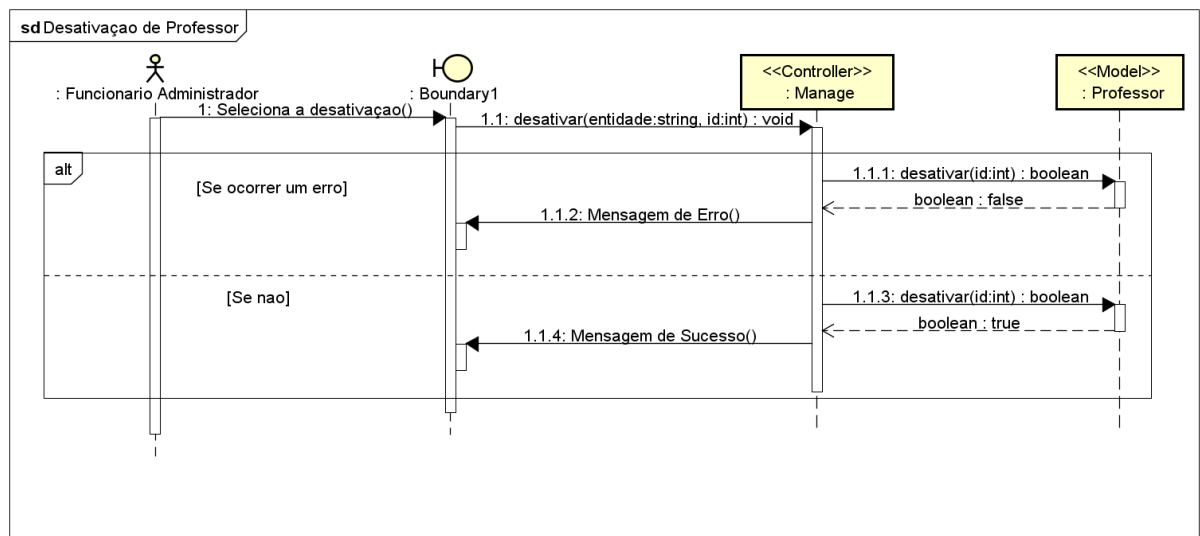 sd Desativaçao de Professor
: Funcionario Administrador
: Boundary1
<<Controller>>
: Manage
<<Model>>
: Professor
1: Seleciona a desativaçao()
1.1: desativar(entidade:string, id:int) : void
alt
[Se ocorrer um erro]
1.1.1: desativar(id:int) : boolean
boolean : false
1.1.2: Mensagem de Erro()
[Se nao]
1.1.3: desativar(id:int) : boolean
boolean : true
1.1.4: Mensagem de Sucesso()